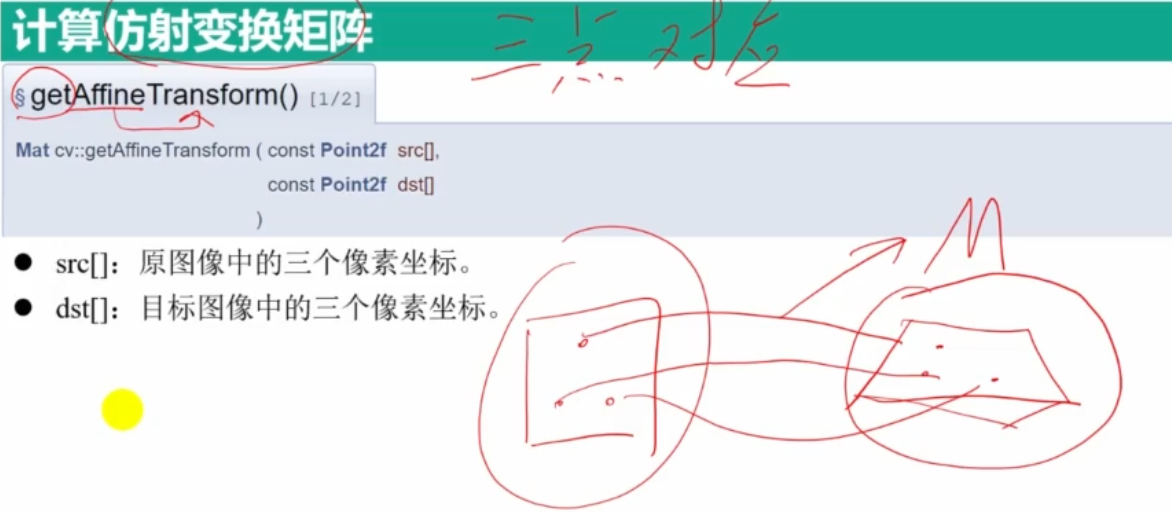 计算仿射变换矩阵
三点对应
§ getAffineTransform() [1/2]
Mat cv::getAffineTransform ( const Point2f src[],
const Point2f dst[]
)
M
● src[]：原图像中的三个像素坐标。
● dst[]：目标图像中的三个像素坐标。